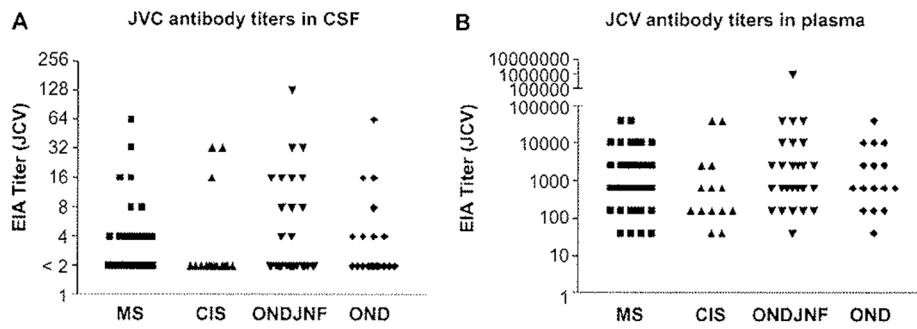 A
JVC antibody titers in CSF
EIA Titer (JCV)
256
128
64
32
16
8
4
< 2
1
MS CIS ONDJNF OND
B
JCV antibody titers in plasma
EIA Titer (JCV)
10000000
1000000
100000
100000
10000
1000
100
10
1
MS CIS ONDJNF OND